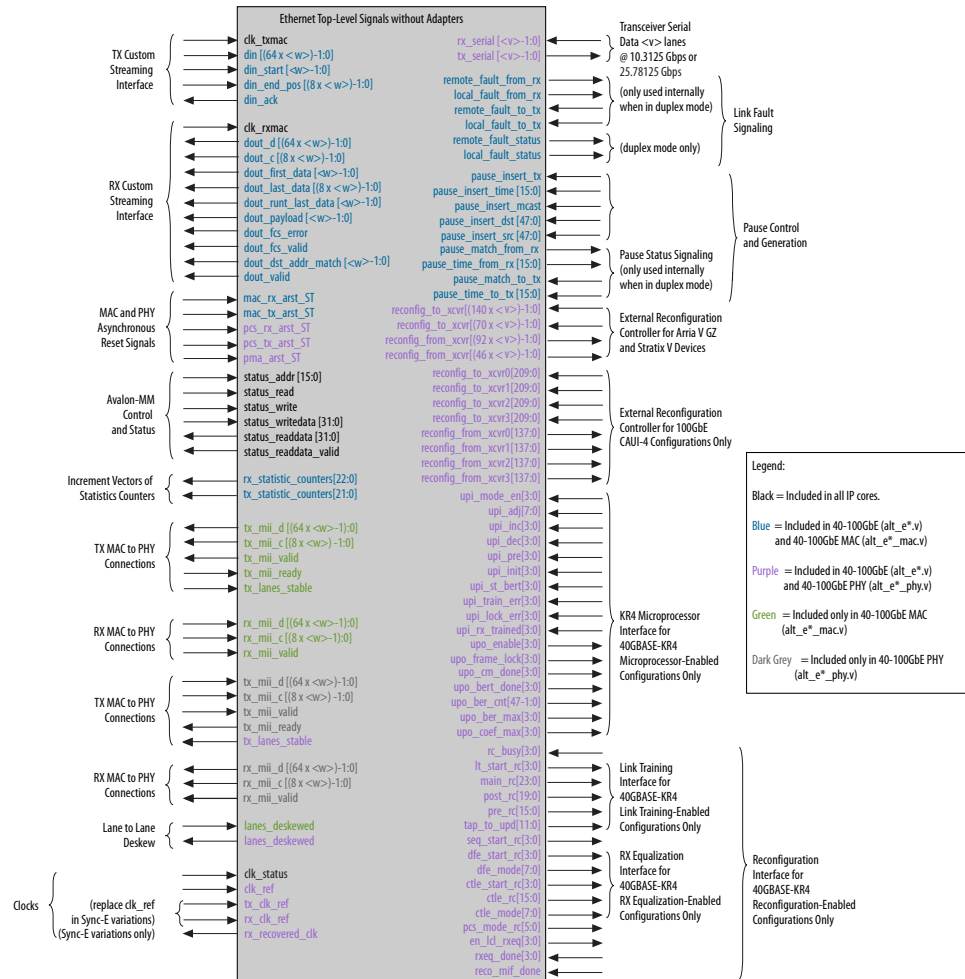 Ethernet Top-Level Signals without Adapters
TX Custom
Streaming
Interface
clk_txmac
din [(64 x <w>)-1:0]
din_start [<w>-1:0]
din_end_pos [(8 x <w>)-1:0]
din_ack
RX Custom
Streaming
Interface
clk_rxmac
dout_d [(64 x <w>)-1:0]
dout_c [(8 x <w>)-1:0]
dout_first_data [<w>-1:0]
dout_last_data [(8 x <w>)-1:0]
dout_runt_last_data [<w>-1:0]
dout_payload [<w>-1:0]
dout_fcs_error
dout_fcs_valid
dout_dst_addr_match [<w>-1:0]
dout_valid
MAC and PHY
Asynchronous
Reset Signals
mac_rx_arst_ST
mac_tx_arst_ST
pcs_rx_arst_ST
pcs_tx_arst_ST
pma_arst_ST
Avalon-MM
Control
and Status
status_addr [15:0]
status_read
status_write
status_writedata [31:0]
status_readdata [31:0]
status_readdata_valid
Increment Vectors of
Statistics Counters
rx_statistic_counters[22:0]
tx_statistic_counters[21:0]
TX MAC to PHY
Connections
tx_mii_d [(64 x <w>-1):0]
tx_mii_c [(8 x <w>) -1:0]
tx_mii_valid
tx_mii_ready
tx_lanes_stable
RX MAC to PHY
Connections
rx_mii_d [(64 x <w>-1):0]
rx_mii_c [(8 x <w>-1):0]
rx_mii_valid
TX MAC to PHY
Connections
tx_mii_d [(64 x <w>)-1:0]
tx_mii_c [(8 x <w>) -1:0]
tx_mii_valid
tx_mii_ready
tx_lanes_stable
RX MAC to PHY
Connections
rx_mii_d [(64 x <w>)-1:0]
rx_mii_c [(8 x <w>)-1:0]
rx_mii_valid
Lane to Lane
Deskew
lanes_deskewed
lanes_deskewed
Clocks
(replace clk_ref
in Sync-E variations)
(Sync-E variations only)
clk_status
clk_ref
tx_clk_ref
rx_clk_ref
rx_recovered_clk
rx_serial [<v>-1:0]
tx_serial [<v>-1:0]
Transceiver Serial
Data <v> lanes
@ 10.3125 Gbps or
25.78125 Gbps
remote_fault_from_rx
local_fault_from_rx
remote_fault_to_tx
local_fault_to_tx
remote_fault_status
local_fault_status
(only used internally
when in duplex mode)
(duplex mode only)
Link Fault
Signaling
pause_insert_tx
pause_insert_time [15:0]
pause_insert_mcast
pause_insert_dst [47:0]
pause_insert_src [47:0]
pause_match_from_rx
pause_time_from_rx [15:0]
pause_match_to_tx
pause_time_to_tx [15:0]
Pause Status Signaling
(only used internally
when in duplex mode)
Pause Control
and Generation
reconfig_to_xcvr[(140 x <v>)-1:0]
reconfig_to_xcvr[(70 x <v>)-1:0]
reconfig_from_xcvr[(92 x <v>)-1:0]
reconfig_from_xcvr[(46 x <v>)-1:0]
External Reconfiguration
Controller for Arria V GZ
and Stratix V Devices
reconfig_to_xcvr0[209:0]
reconfig_to_xcvr1[209:0]
reconfig_to_xcvr2[209:0]
reconfig_to_xcvr3[209:0]
reconfig_from_xcvr0[137:0]
reconfig_from_xcvr1[137:0]
reconfig_from_xcvr2[137:0]
reconfig_from_xcvr3[137:0]
External Reconfiguration
Controller for 100GbE
CAUI-4 Configurations Only
upi_mode_en[3:0]
upi_adj[7:0]
upi_inc[3:0]
upi_dec[3:0]
upi_pre[3:0]
upi_init[3:0]
upi_st_bert[3:0]
upi_train_err[3:0]
upi_lock_err[3:0]
upi_rx_trained[3:0]
upo_enable[3:0]
upo_frame_lock[3:0]
upo_cm_done[3:0]
upo_bert_done[3:0]
upo_ber_cnt[47-1:0]
upo_ber_max[3:0]
upo_coef_max[3:0]
KR4 Microprocessor
Interface for
40GBASE-KR4
Microprocessor-Enabled
Configurations Only
rc_busy[3:0]
lt_start_rc[3:0]
main_rc[23:0]
post_rc[19:0]
pre_rc[15:0]
tap_to_upd[11:0]
seq_start_rc[3:0]
dfe_start_rc[3:0]
dfe_mode[7:0]
ctle_start_rc[3:0]
ctle_rc[15:0]
ctle_mode[7:0]
pcs_mode_rc[5:0]
en_lcl_rxeq[3:0]
rxeq_done[3:0]
reco_mif_done
Link Training
Interface for
40GBASE-KR4
Link Training-Enabled
Configurations Only
RX Equalization
Interface for
40GBASE-KR4
RX Equalization-Enabled
Configurations Only
Reconfiguration
Interface for
40GBASE-KR4
Reconfiguration-Enabled
Configurations Only
Legend:
Black = Included in all IP cores.
Blue = Included in 40-100GbE (alt_e*.v)
and 40-100GbE MAC (alt_e*_mac.v)
Purple = Included in 40-100GbE (alt_e*.v)
and 40-100GbE PHY (alt_e*_phy.v)
Green = Included only in 40-100GbE MAC
(alt_e*_mac.v)
Dark Grey = Included only in 40-100GbE PHY
(alt_e*_phy.v)